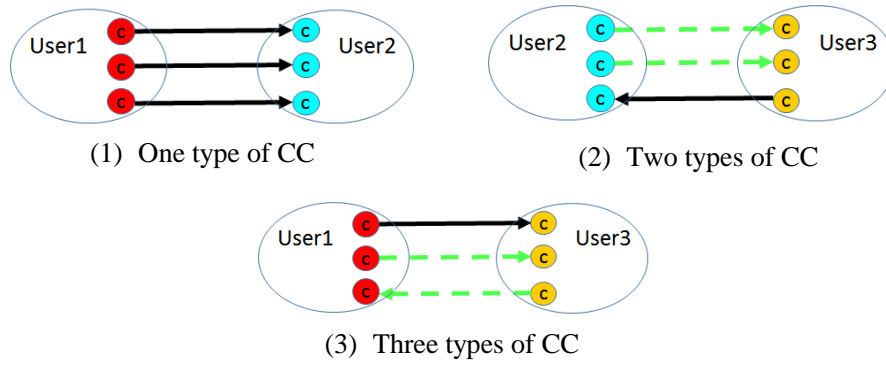 User1 c c User2
c c
c c
(1) One type of CC
User2 c c User3
c c
c c
(2) Two types of CC
User1 c c User3
c c
c c
(3) Three types of CC